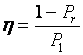 η = (1 − P_r) / P_1